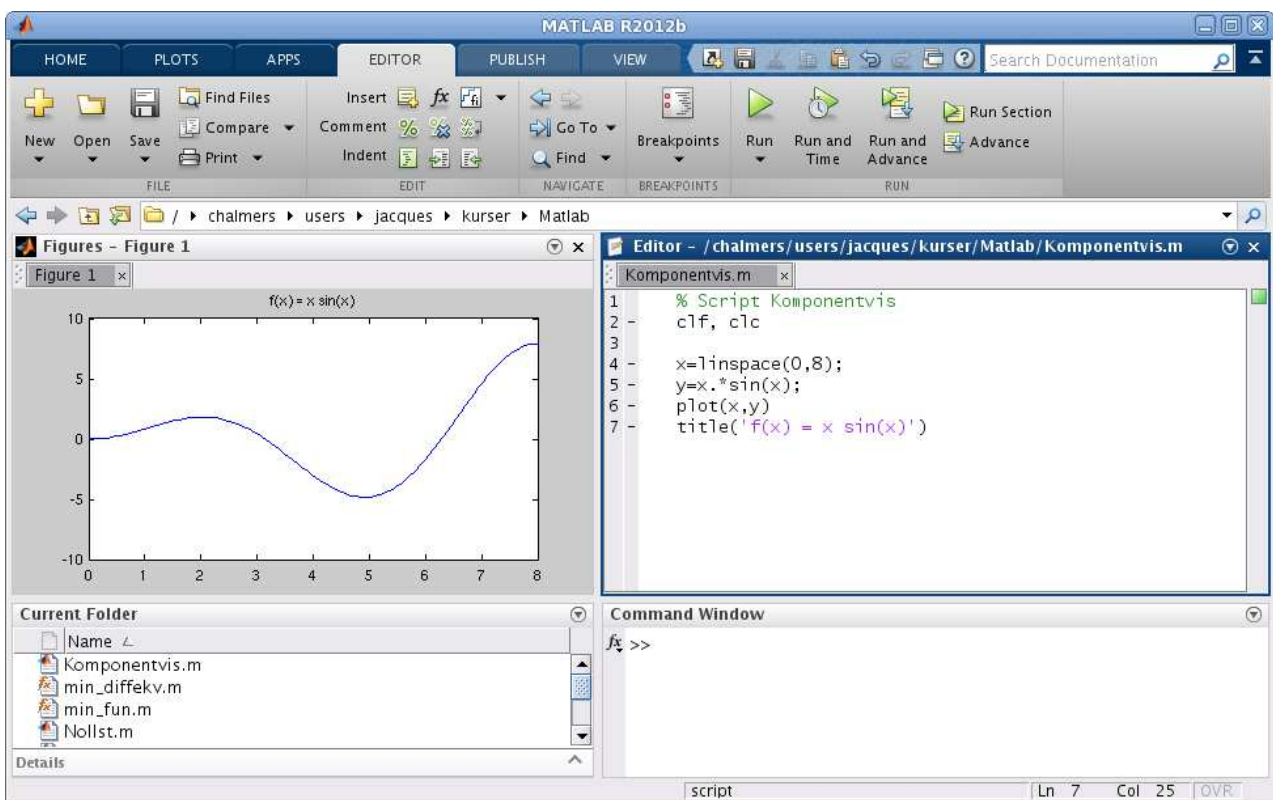 MATLAB R2012b
HOME PLOTS APPS EDITOR PUBLISH VIEW Search Documentation
New Open Save
Find Files
Compare
Print
FILE
Insert fx
Comment
Indent
EDIT
Go To
Find
NAVIGATE
Breakpoints
BREAKPOINTS
Run
Run and Time
Run and Advance
Run Section
Advance
RUN
/ chalmers users jacques kurser Matlab
Figures - Figure 1
Figure 1
f(x) = x sin(x)
10
5
0
-5
-10
0 1 2 3 4 5 6 7 8
Editor - /chalmers/users/jacques/kurser/Matlab/Komponentvis.m
Komponentvis.m
1 % Script Komponentvis
2 - clf, clc
3
4 - x=linspace(0,8);
5 - y=x.*sin(x);
6 - plot(x,y)
7 - title('f(x) = x sin(x)')
Current Folder
Name
Komponentvis.m
min_diffekv.m
min_fun.m
Nollst.m
Details
Command Window
fx >>
script Ln 7 Col 25 OVR